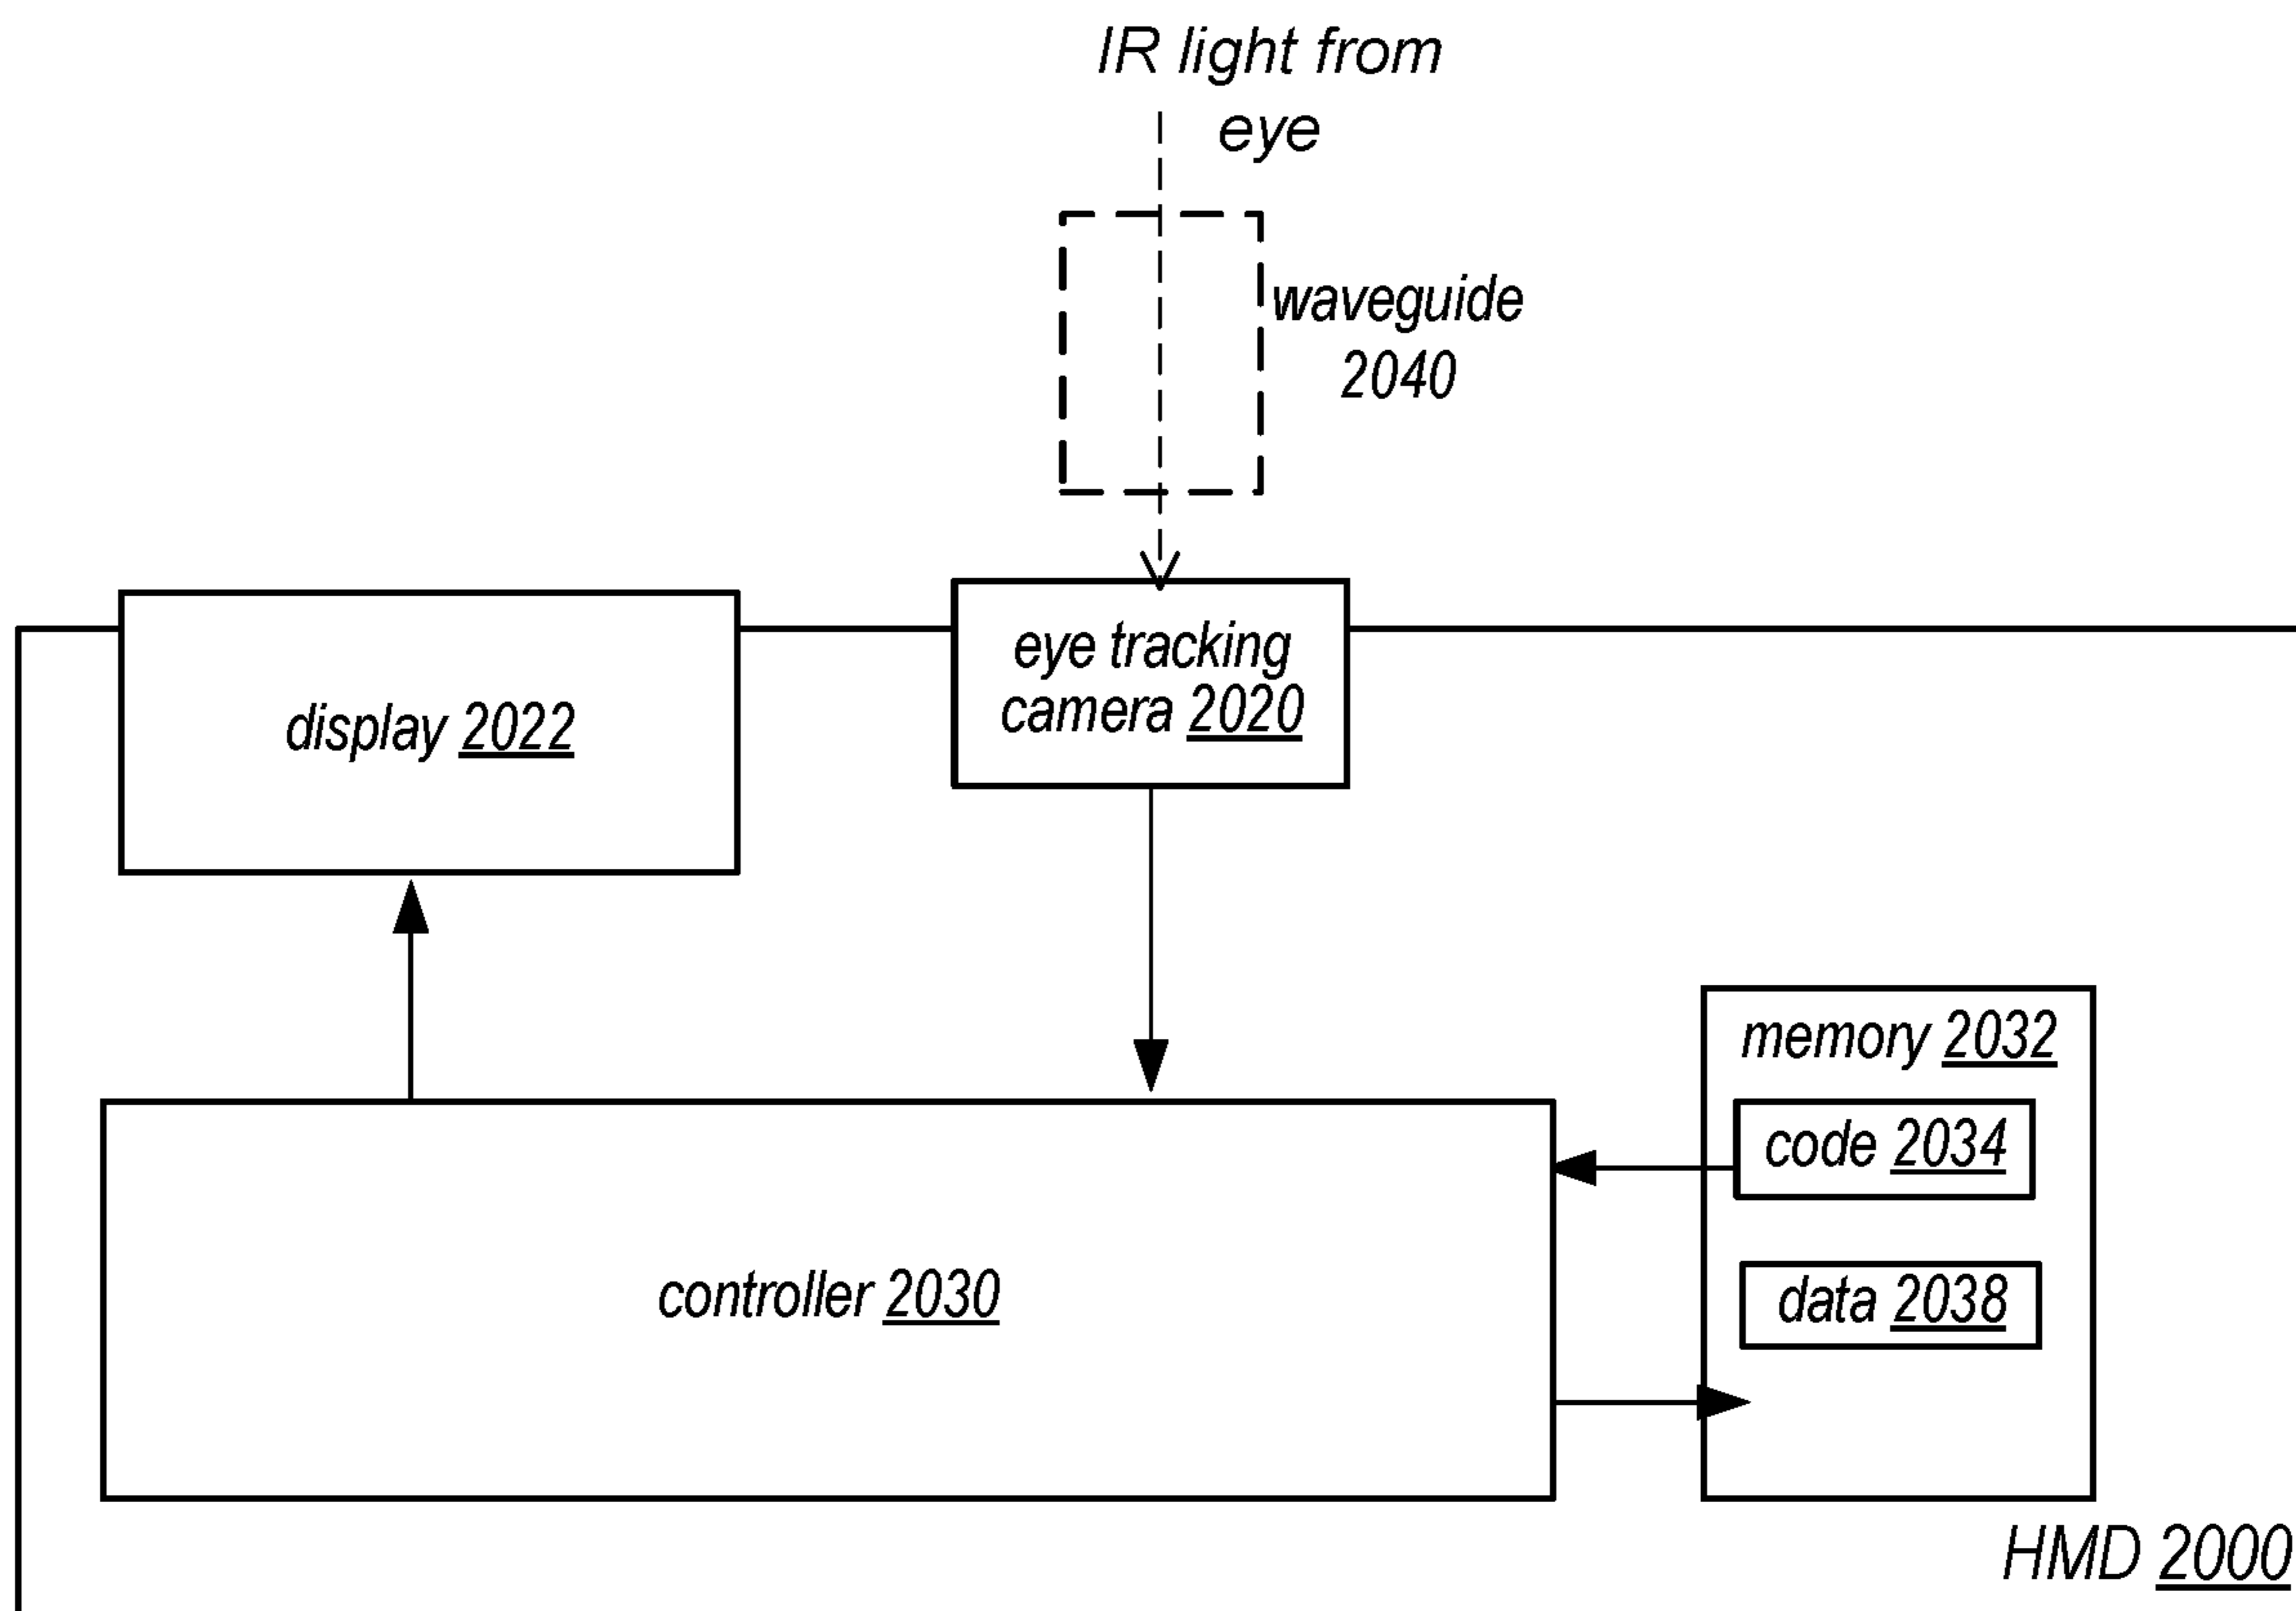 IR light from
eye
waveguide
2040
eye tracking
camera 2020
display 2022
memory 2032
code 2034
data 2038
controller 2030
HMD 2000